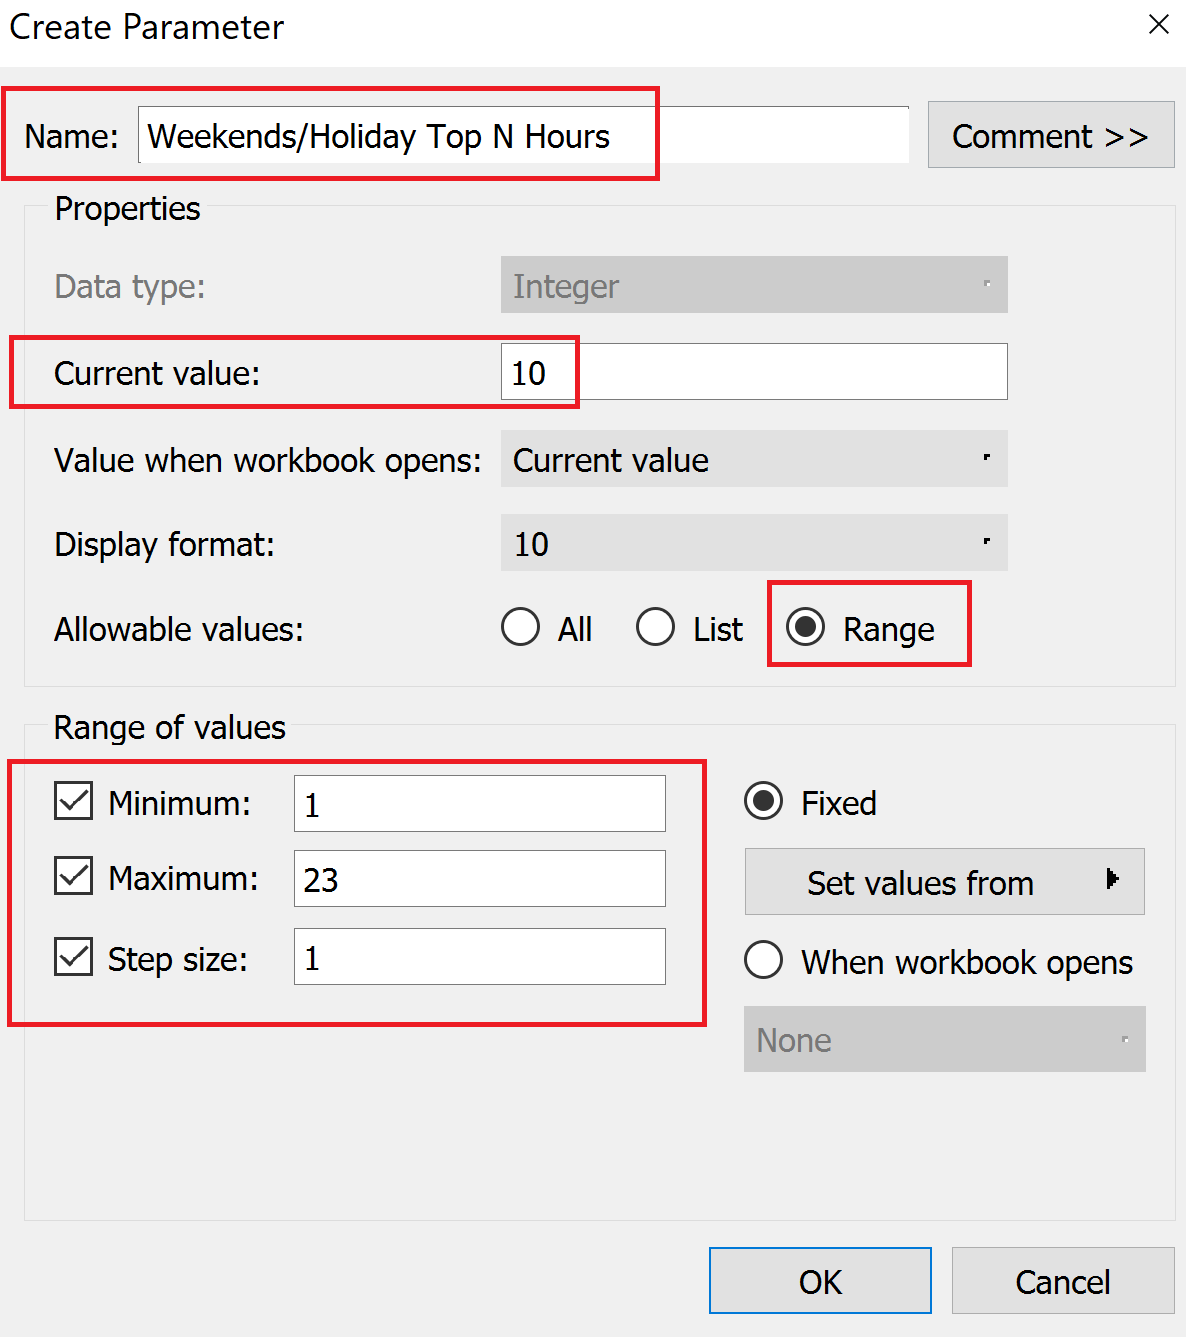 Create Parameter
Name: Weekends/Holiday Top N Hours Comment >>
Properties
Data type: Integer
Current value: 10
Value when workbook opens: Current value
Display format: 10
Allowable values: All List Range
Range of values
Minimum: 1 Fixed
Maximum: 23 Set values from
Step size: 1 When workbook opens
None
OK Cancel